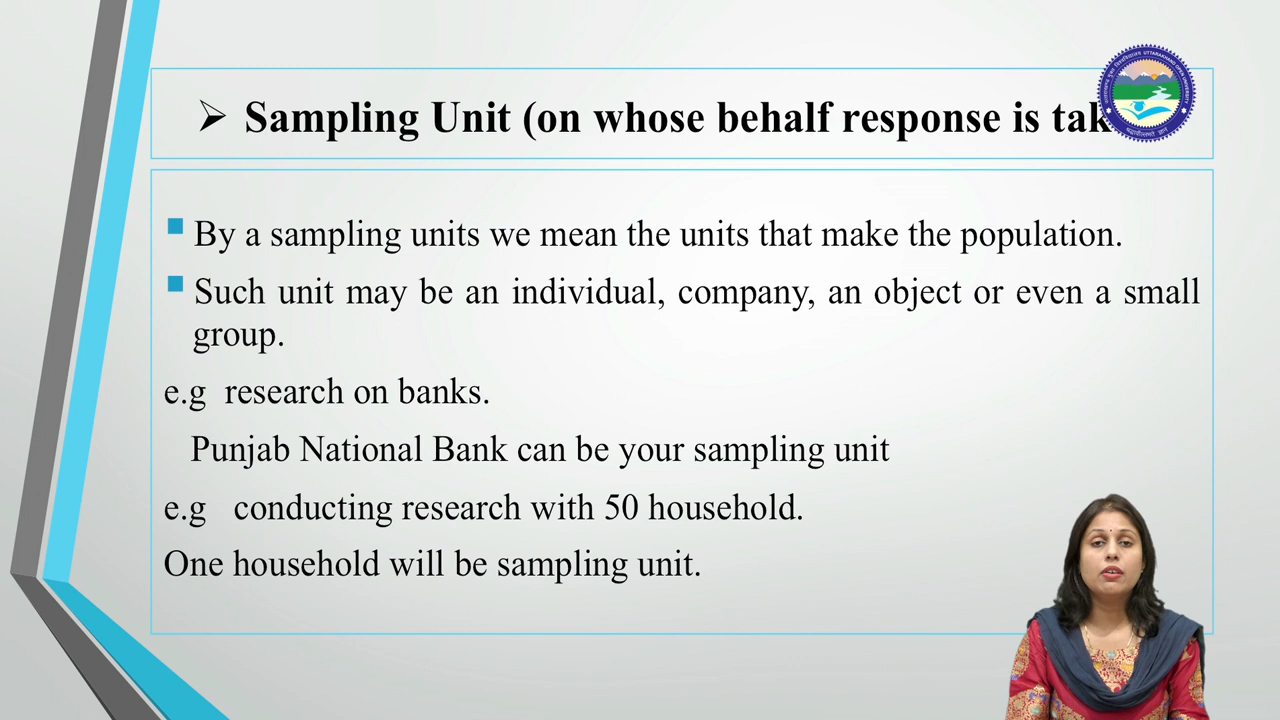 ➢ Sampling Unit (on whose behalf response is tak
▪ By a sampling units we mean the units that make the population.
▪ Such unit may be an individual, company, an object or even a small
group.
e.g research on banks.
Punjab National Bank can be your sampling unit
e.g conducting research with 50 household.
One household will be sampling unit.